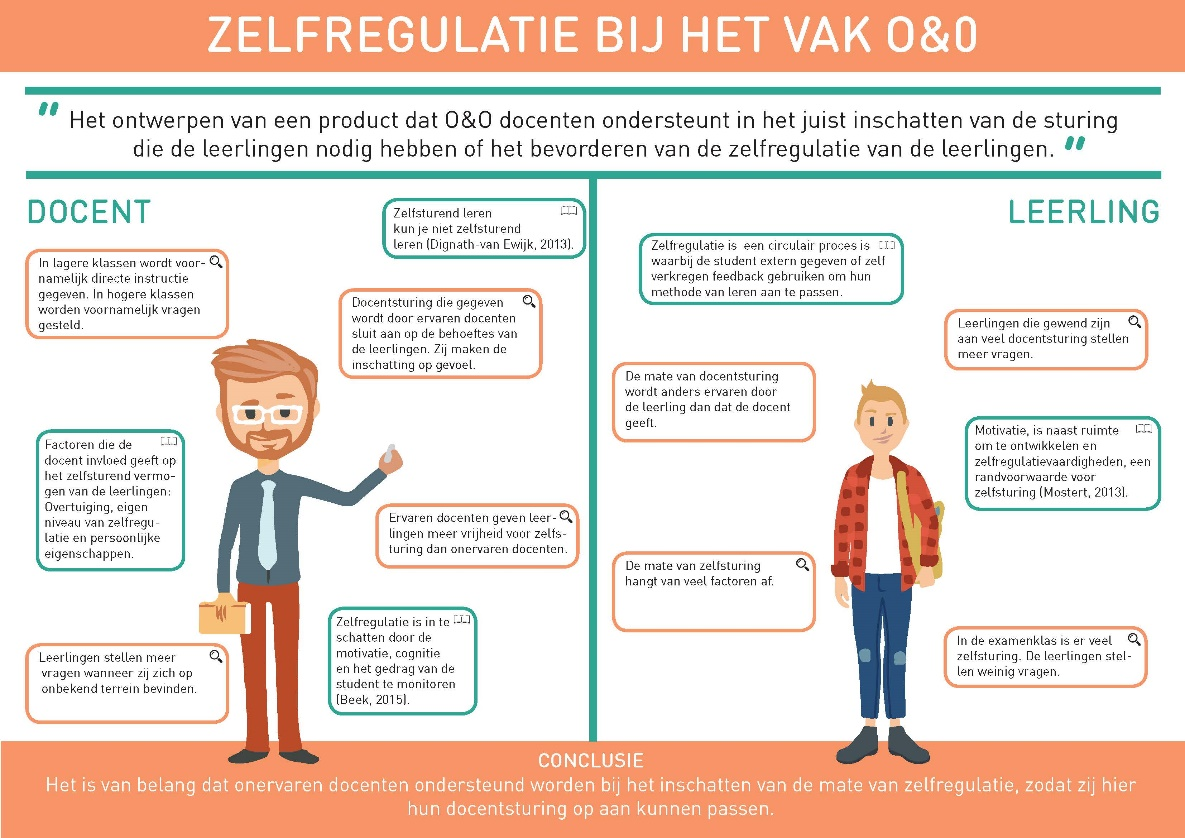 ZELFREGULATIE BIJ HET VAK O&O
" Het ontwerpen van een product dat O&O docenten ondersteunt in het juist inschatten van de sturing
die de leerlingen nodig hebben of het bevorderen van de zelfregulatie van de leerlingen. "
DOCENT
Zelfsturend leren
kun je niet zelfsturend
leren (Dignath-van Ewijk, 2013).
In lagere klassen wordt voor-
namelijk directe instructie
gegeven. In hogere klassen
worden voornamelijk vragen
gesteld.
Docentsturing die gegeven
wordt door ervaren docenten
sluit aan op de behoeftes van
de leerlingen. Zij maken de
inschatting op gevoel.
Factoren die de
docent invloed geeft op
het zelfsturend vermo-
gen van de leerlingen:
Overtuiging, eigen
niveau van zelfregu-
latie en persoonlijke
eigenschappen.
Ervaren docenten geven leer-
lingen meer vrijheid voor zelfs-
turing dan onervaren docenten.
Zelfregulatie is in te
schatten door de
motivatie, cognitie
en het gedrag van de
student te monitoren
(Beek, 2015).
Leerlingen stellen meer
vragen wanneer zij zich op
onbekend terrein bevinden.
LEERLING
Zelfregulatie is een circulair proces is
waarbij de student extern gegeven of zelf
verkregen feedback gebruiken om hun
methode van leren aan te passen.
Leerlingen die gewend zijn
aan veel docentsturing stellen
meer vragen.
De mate van docentsturing
wordt anders ervaren door
de leerling dan dat de docent
geeft.
Motivatie, is naast ruimte
om te ontwikkelen en
zelfregulatievaardigheden, een
randvoorwaarde voor
zelfsturing (Mostert, 2013).
De mate van zelfsturing
hangt van veel factoren af.
In de examenklas is er veel
zelfsturing. De leerlingen stel-
len weinig vragen.
CONCLUSIE
Het is van belang dat onervaren docenten ondersteund worden bij het inschatten van de mate van zelfregulatie, zodat zij hier
hun docentsturing op aan kunnen passen.